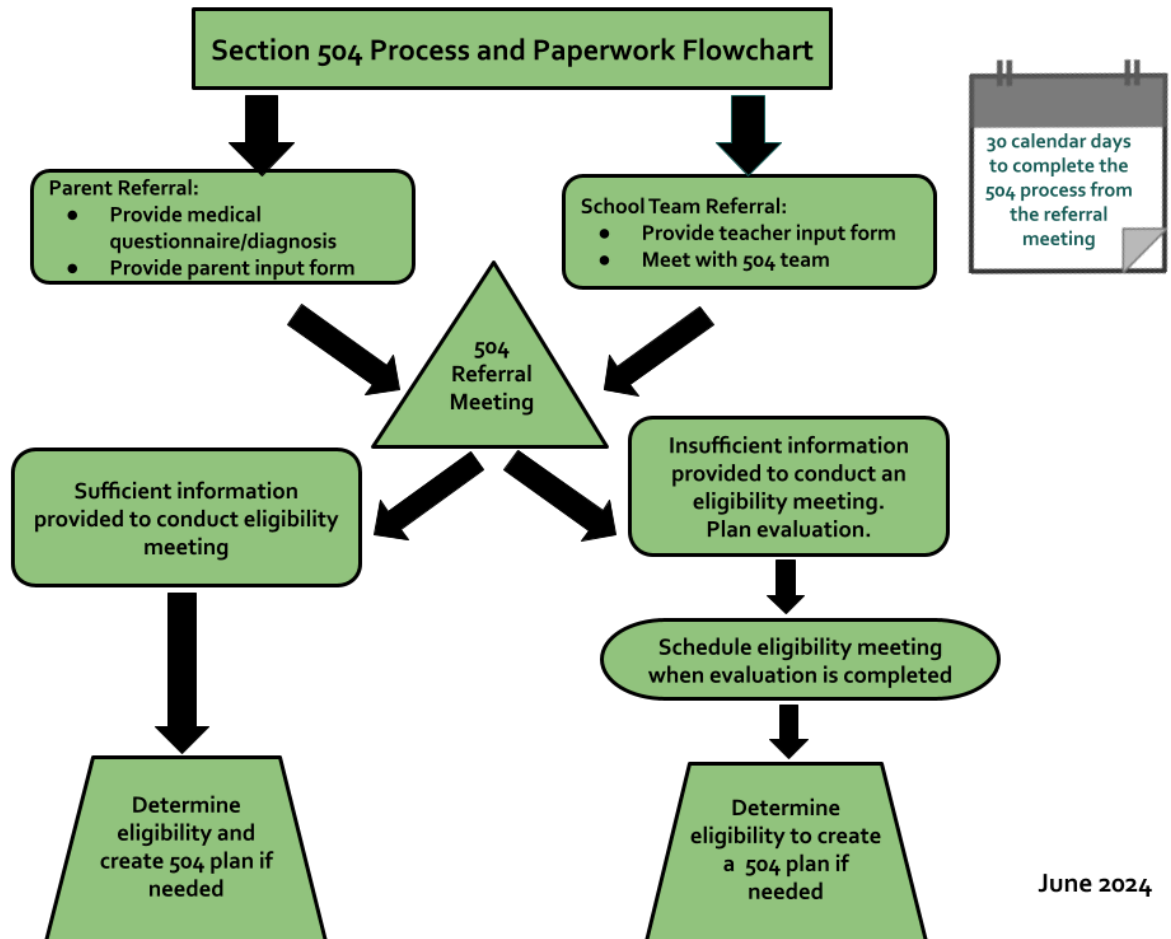 Section 504 Process and Paperwork Flowchart
30 calendar days
to complete the
504 process from
the referral
meeting
Parent Referral:
● Provide medical
questionnaire/diagnosis
● Provide parent input form
School Team Referral:
● Provide teacher input form
● Meet with 504 team
504
Referral
Meeting
Sufficient information
provided to conduct eligibility
meeting
Insufficient information
provided to conduct an
eligibility meeting.
Plan evaluation.
Schedule eligibility meeting
when evaluation is completed
Determine
eligibility and
create 504 plan if
needed
Determine
eligibility to create
a 504 plan if
needed
June 2024